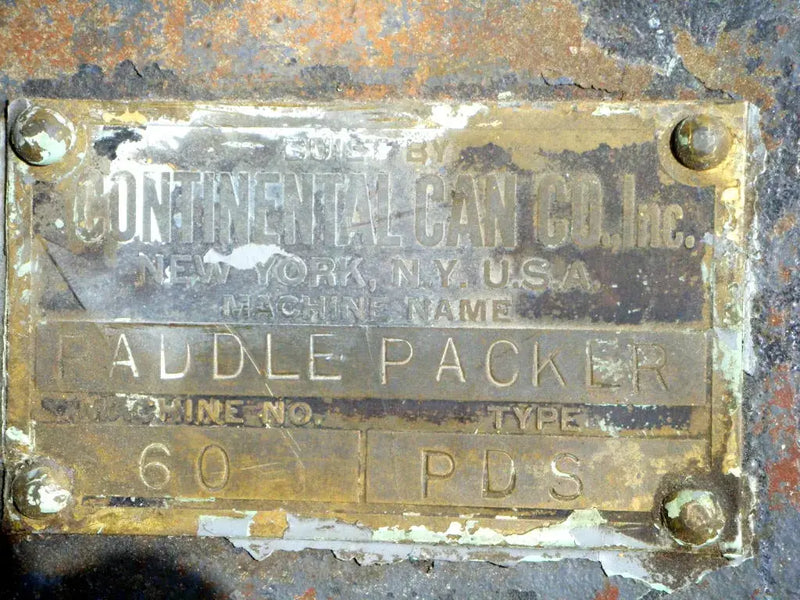 BUILT BY
CONTINENTAL CAN CO., Inc.
NEW YORK, N.Y. U.S.A.
MACHINE NAME
PADDLE PACKER
MACHINE NO. TYPE
60 PDS